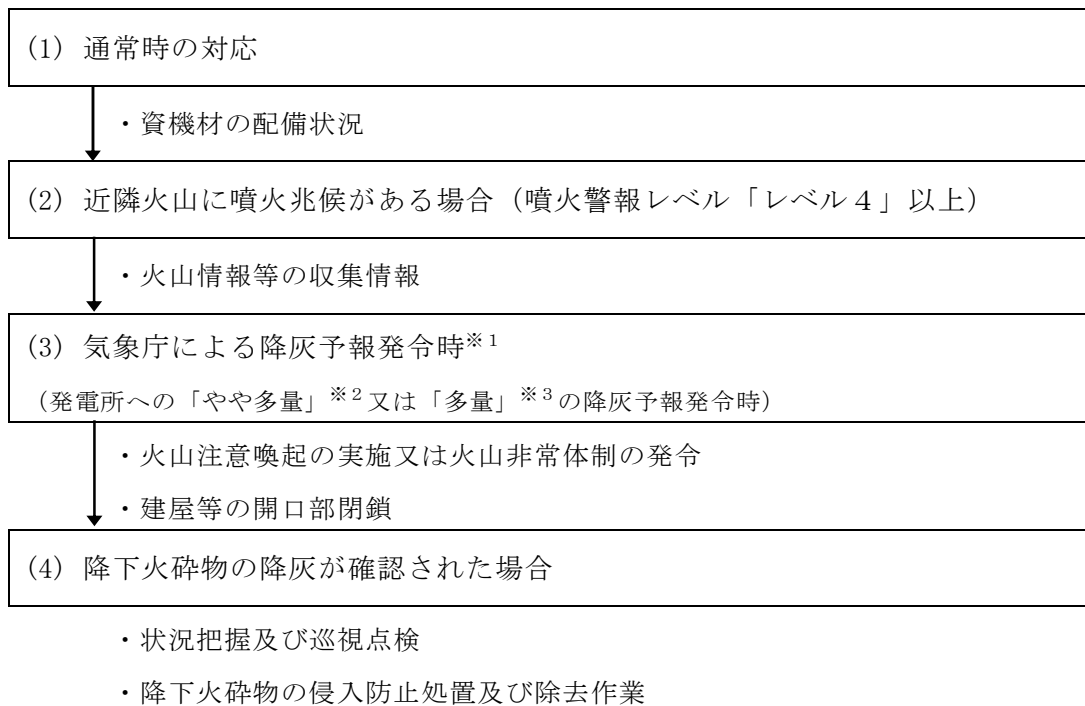 (1) 通常時の対応
・資機材の配備状況
(2) 近隣火山に噴火兆候がある場合（噴火警報レベル「レベル４」以上）
・火山情報等の収集情報
(3) 気象庁による降灰予報発令時※１
（発電所への「やや多量」※２又は「多量」※３の降灰予報発令時）
・火山注意喚起の実施又は火山非常体制の発令
・建屋等の開口部閉鎖
(4) 降下火砕物の降灰が確認された場合
・状況把握及び巡視点検
・降下火砕物の侵入防止処置及び除去作業